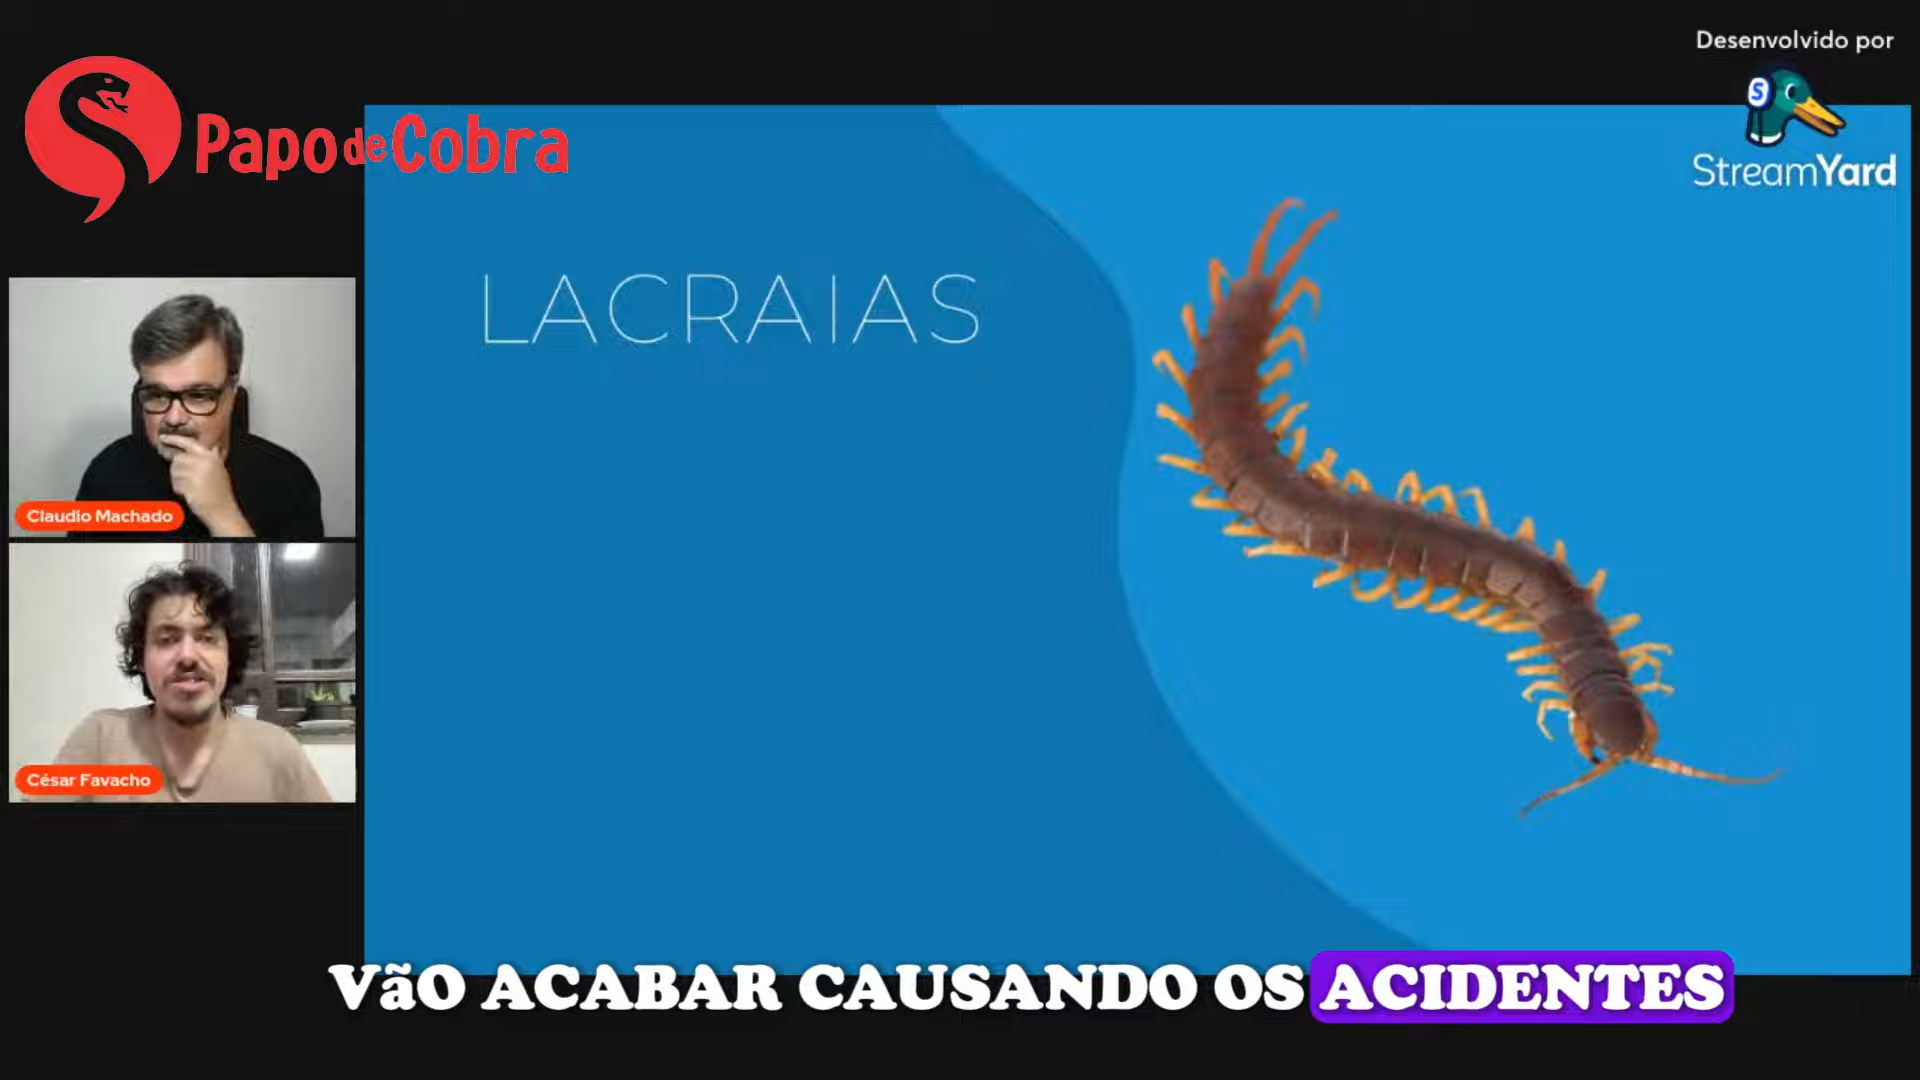 Desenvolvido por
S
StreamYard
Papo de Cobra
LACRAIAS
Claudio Machado
César Favacho
VãO ACABAR CAUSANDO OS ACIDENTES